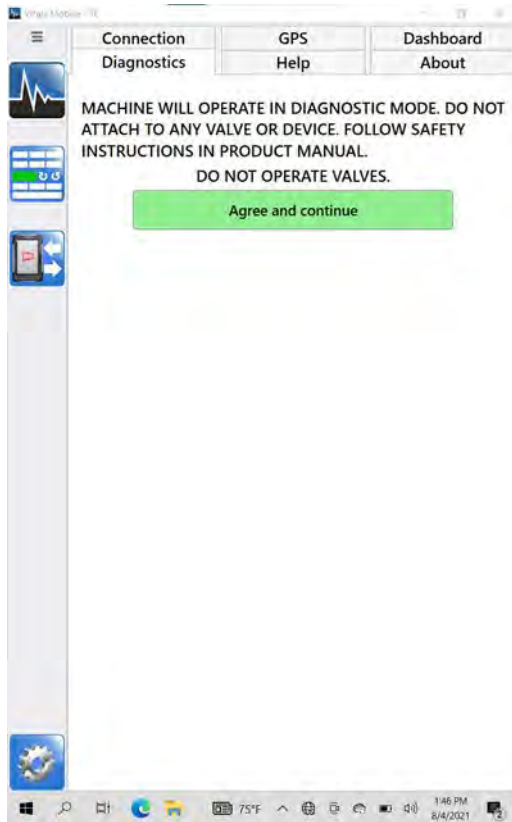 Connection GPS Dashboard
Diagnostics Help About
MACHINE WILL OPERATE IN DIAGNOSTIC MODE. DO NOT
ATTACH TO ANY VALVE OR DEVICE. FOLLOW SAFETY
INSTRUCTIONS IN PRODUCT MANUAL.
DO NOT OPERATE VALVES.
Agree and continue
75°F
1:46 PM
8/4/2021
2